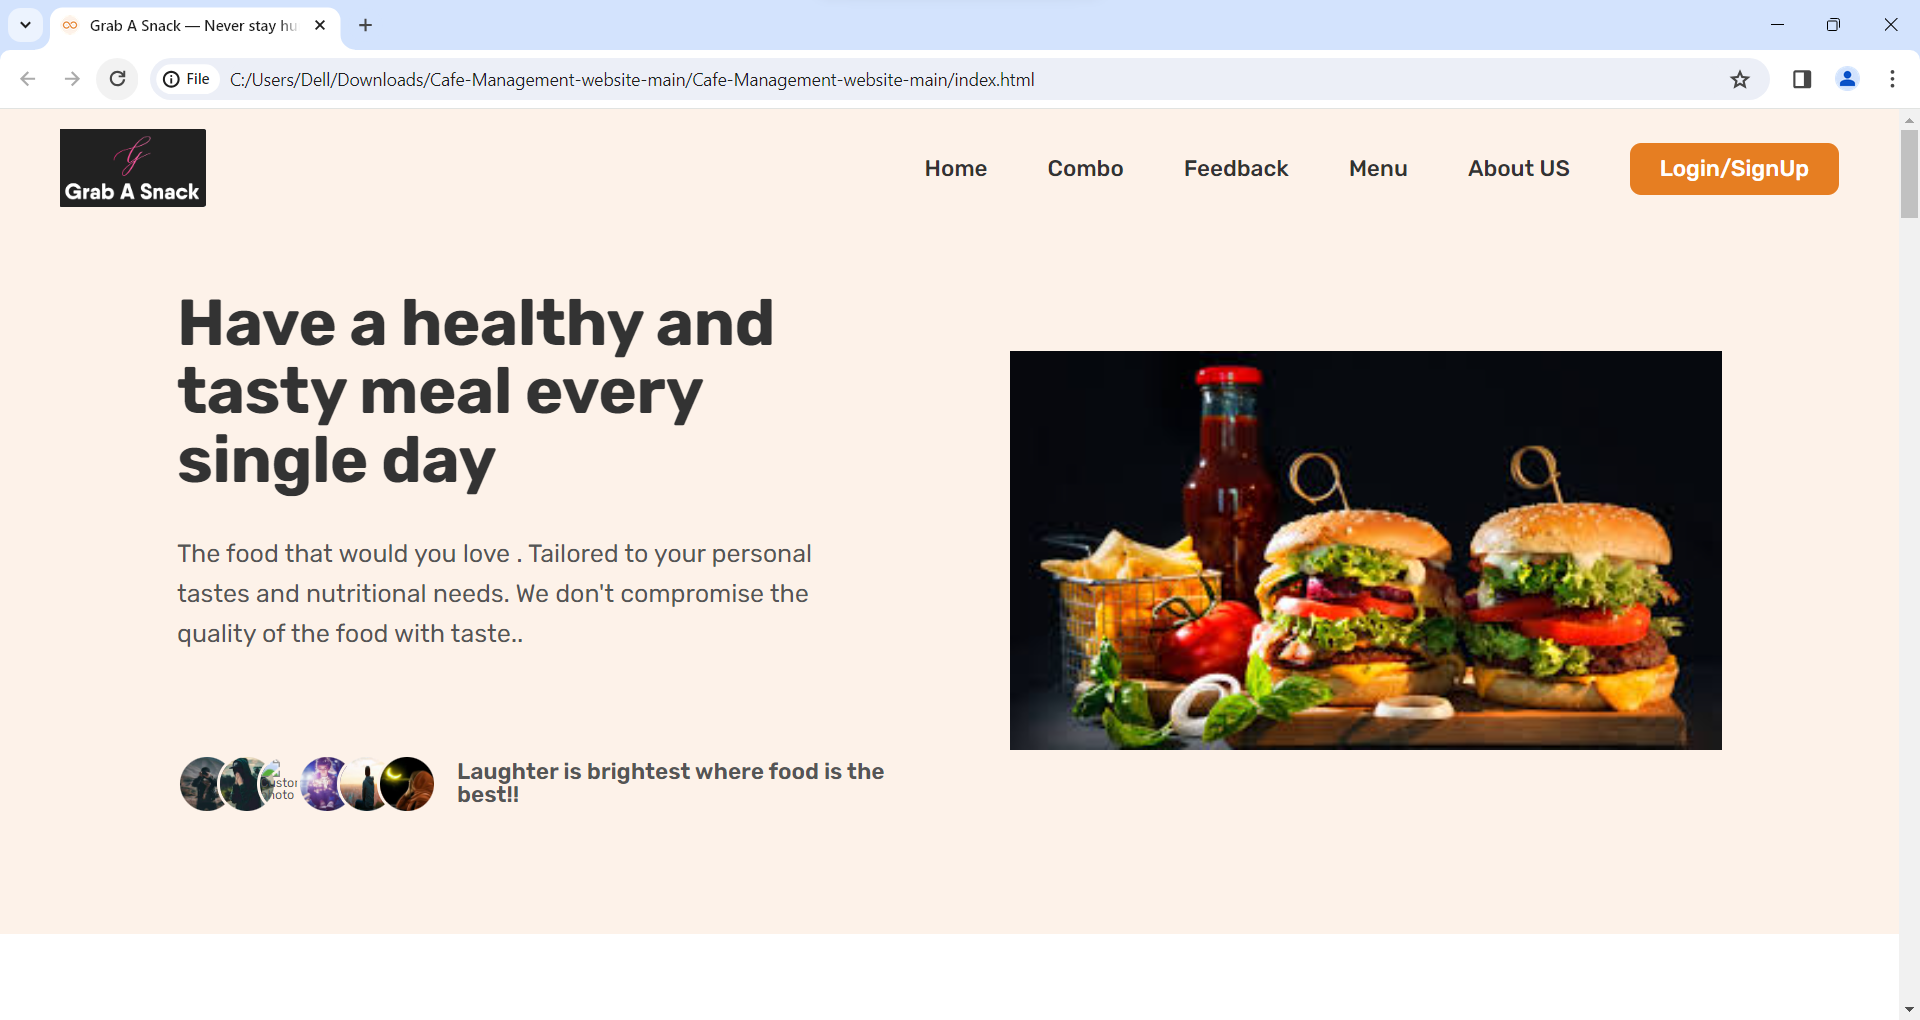 Grab A Snack — Never stay hu
File
C:/Users/Dell/Downloads/Cafe-Management-website-main/Cafe-Management-website-main/index.html
Grab A Snack
Home
Combo
Feedback
Menu
About US
Login/SignUp
Have a healthy and
tasty meal every
single day
The food that would you love . Tailored to your personal
tastes and nutritional needs. We don't compromise the
quality of the food with taste..
Laughter is brightest where food is the
best!!